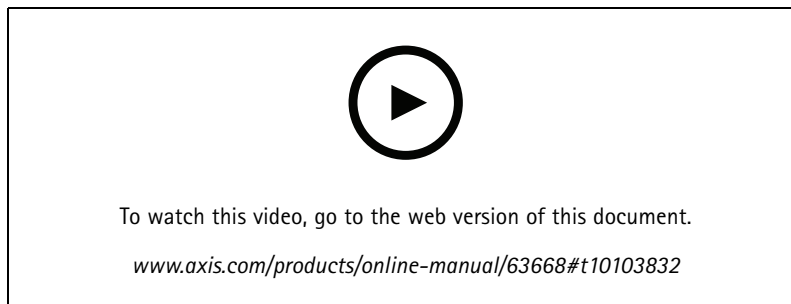 To watch this video, go to the web version of this document.
www.axis.com/products/online-manual/63668#t10103832